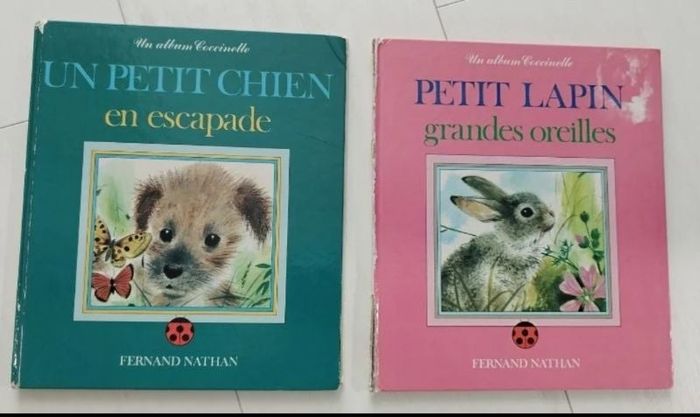 Un album Coccinelle
UN PETIT CHIEN
en escapade
FERNAND NATHAN
Un album Coccinelle
PETIT LAPIN
grandes oreilles
FERNAND NATHAN